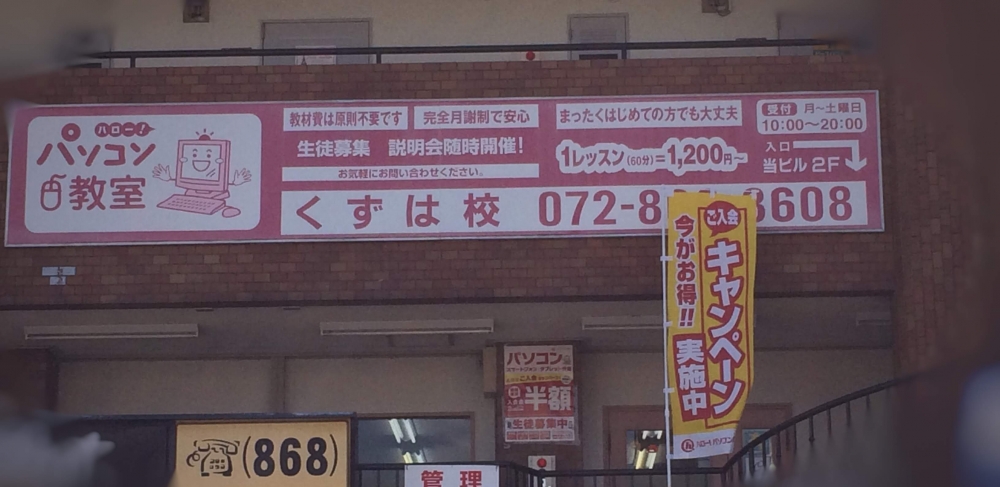 ハロー!
パソコン
教室
教材費は原則不要です
完全月謝制で安心
まったくはじめての方でも大丈夫
受付 月~土曜日
10:00~20:00
生徒募集 説明会随時開催!
お気軽にお問い合わせください。
1レッスン(60分)=1,200円~
入口
当ビル2F
くずは校 072-8 3608
ご入会
キャンペーン
今がお得!! 実施中
パソコン
半額
生徒募集中
(868)
管理